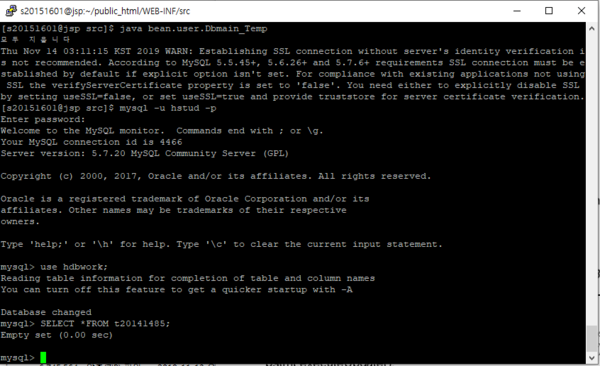 s20151601@jsp:~/public_html/WEB-INF/src
[s20151601@jsp src]$ java bean.user.Dbmain_Temp
모두 지웁니다
Thu Nov 14 03:11:15 KST 2019 WARN: Establishing SSL connection without server's identity verification i
s not recommended. According to MySQL 5.5.45+, 5.6.26+ and 5.7.6+ requirements SSL connection must be e
stablished by default if explicit option isn't set. For compliance with existing applications not using
 SSL the verifyServerCertificate property is set to 'false'. You need either to explicitly disable SSL
by setting useSSL=false, or set useSSL=true and provide truststore for server certificate verification.
[s20151601@jsp src]$ mysql -u hstud -p
Enter password:
Welcome to the MySQL monitor.  Commands end with ; or \g.
Your MySQL connection id is 4466
Server version: 5.7.20 MySQL Community Server (GPL)
Copyright (c) 2000, 2017, Oracle and/or its affiliates. All rights reserved.
Oracle is a registered trademark of Oracle Corporation and/or its
affiliates. Other names may be trademarks of their respective
owners.
Type 'help;' or '\h' for help. Type '\c' to clear the current input statement.
mysql> use hdbwork;
Reading table information for completion of table and column names
You can turn off this feature to get a quicker startup with -A
Database changed
mysql> SELECT *FROM t20141485;
Empty set (0.00 sec)
mysql>